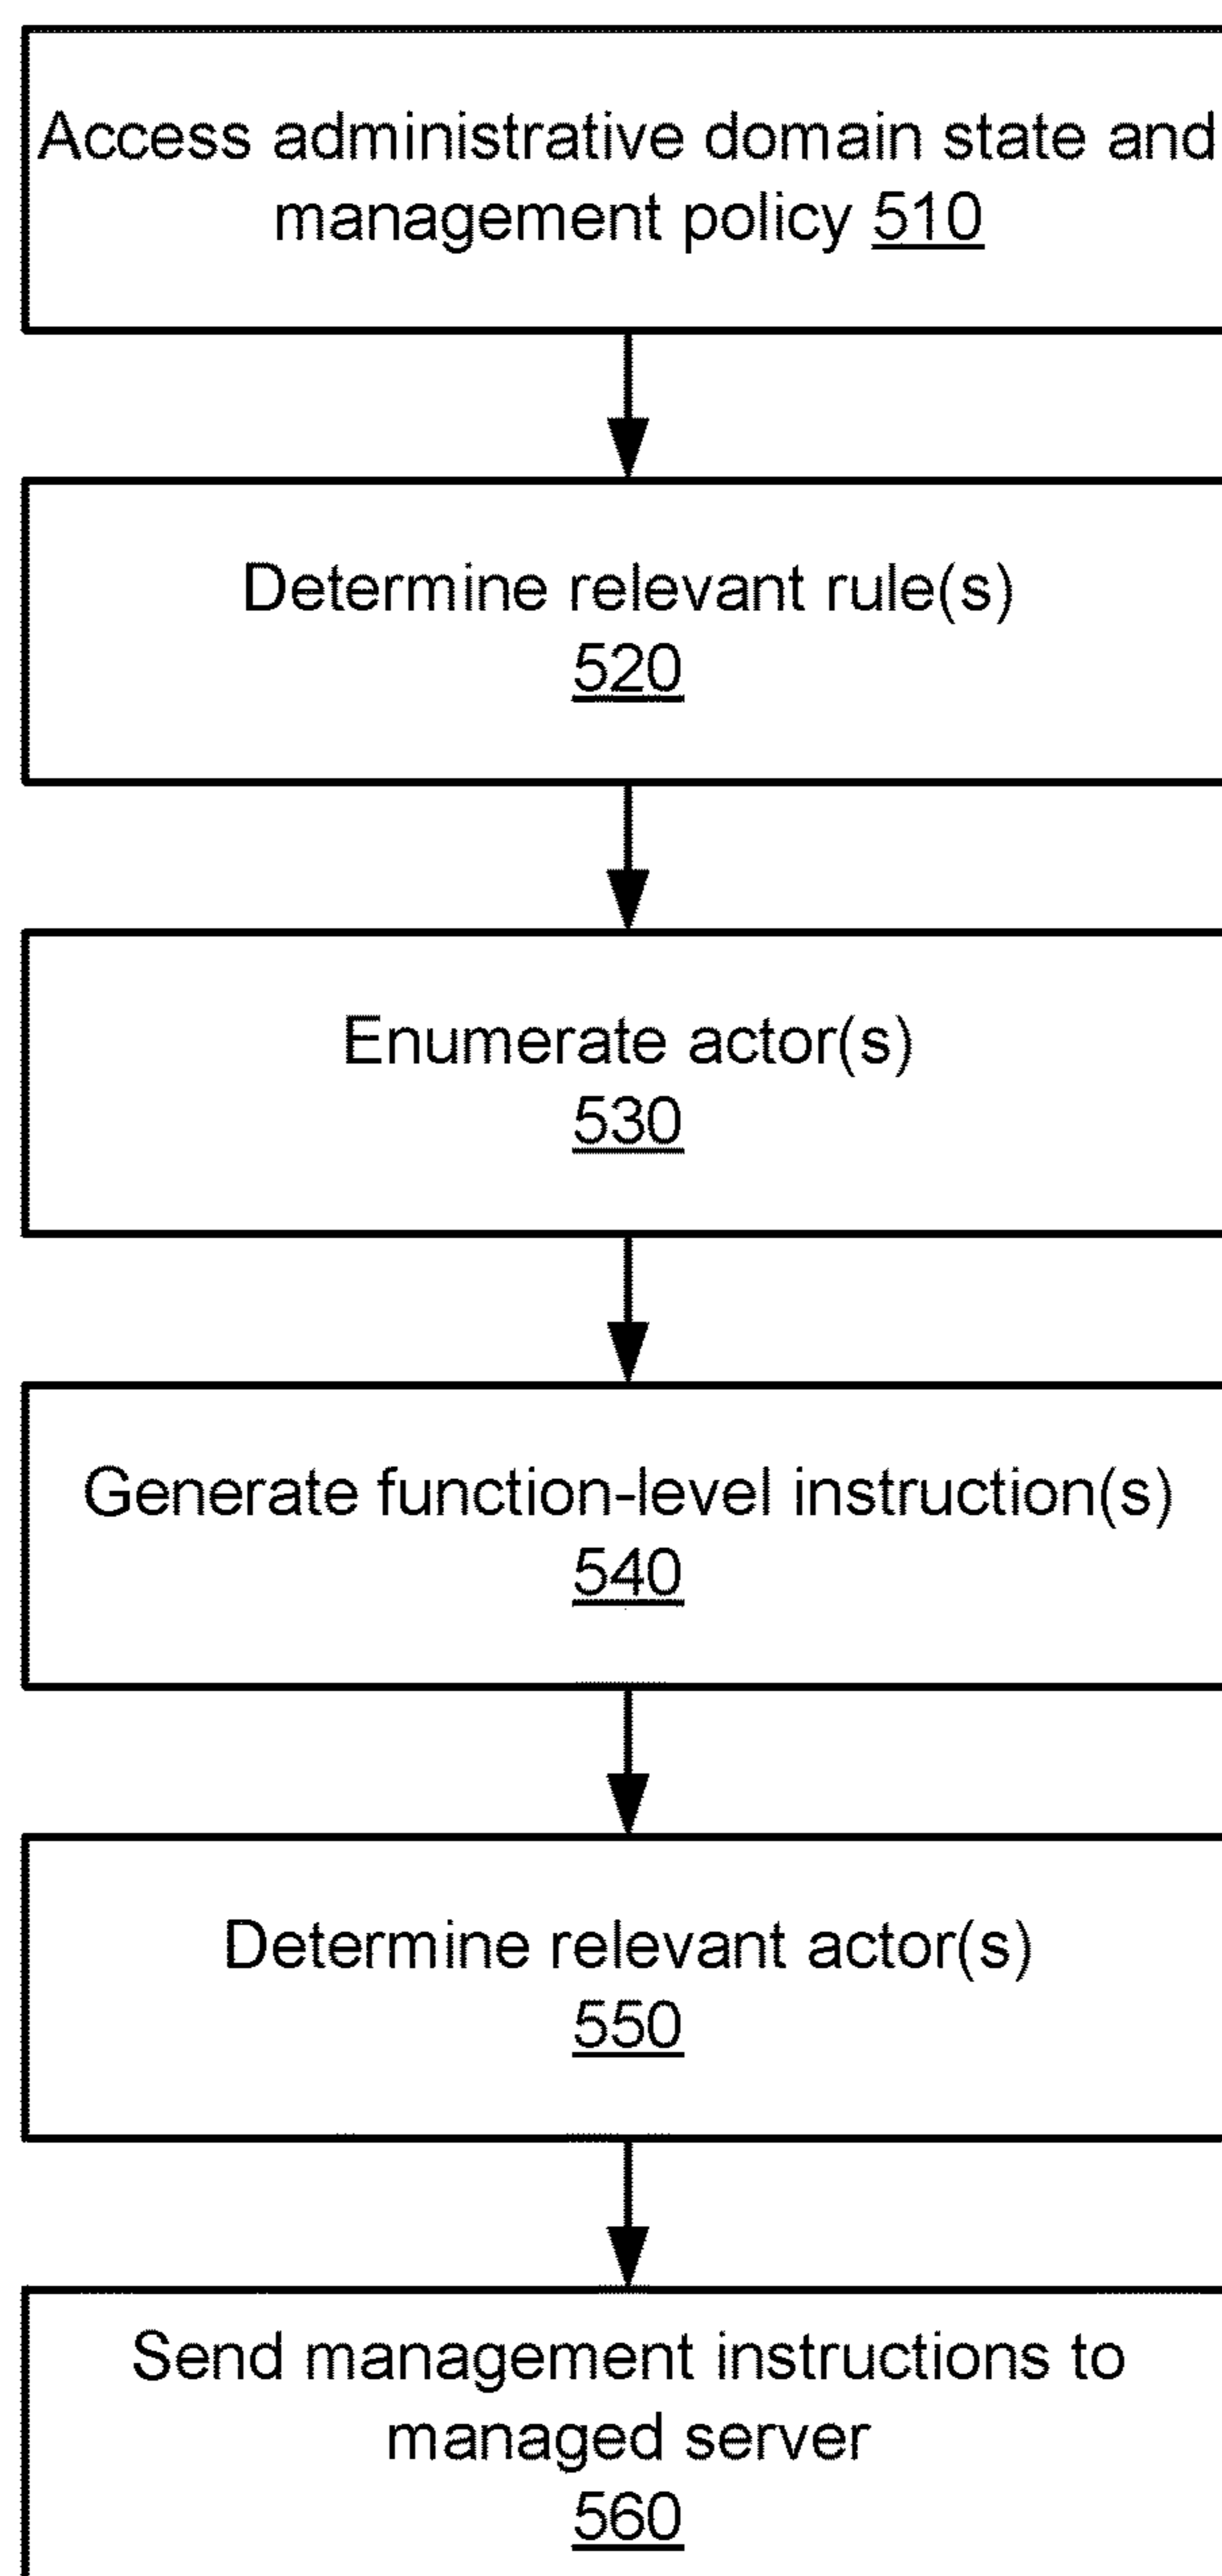 Access administrative domain state and
management policy 510
Determine relevant rule(s)
520
Enumerate actor(s)
530
Generate function-level instruction(s)
540
Determine relevant actor(s)
550
Send management instructions to
managed server
560